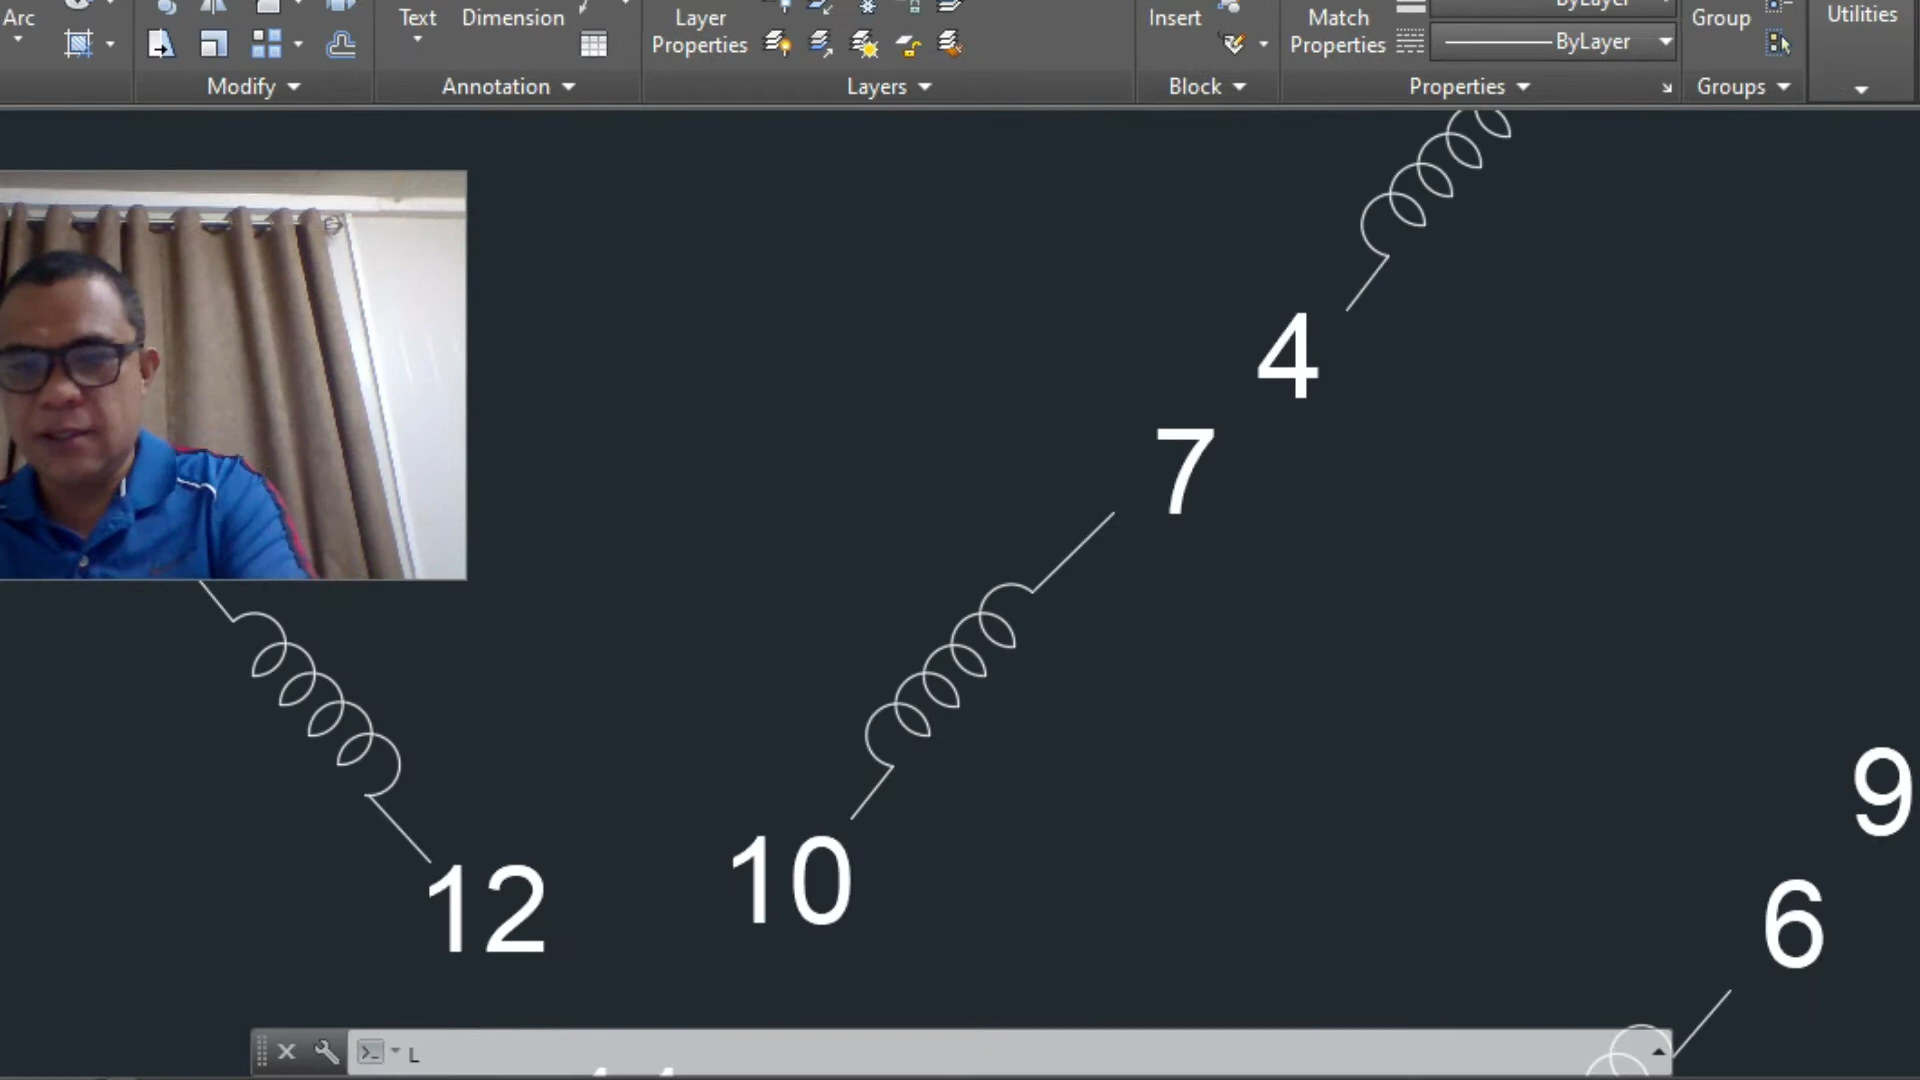 Arc
Text
Dimension
Layer
Properties
Insert
Match
Properties
ByLayer
ByLayer
Group
Utilities
Modify
Annotation
Layers
Block
Properties
Groups
4
7
10
12
9
6
L